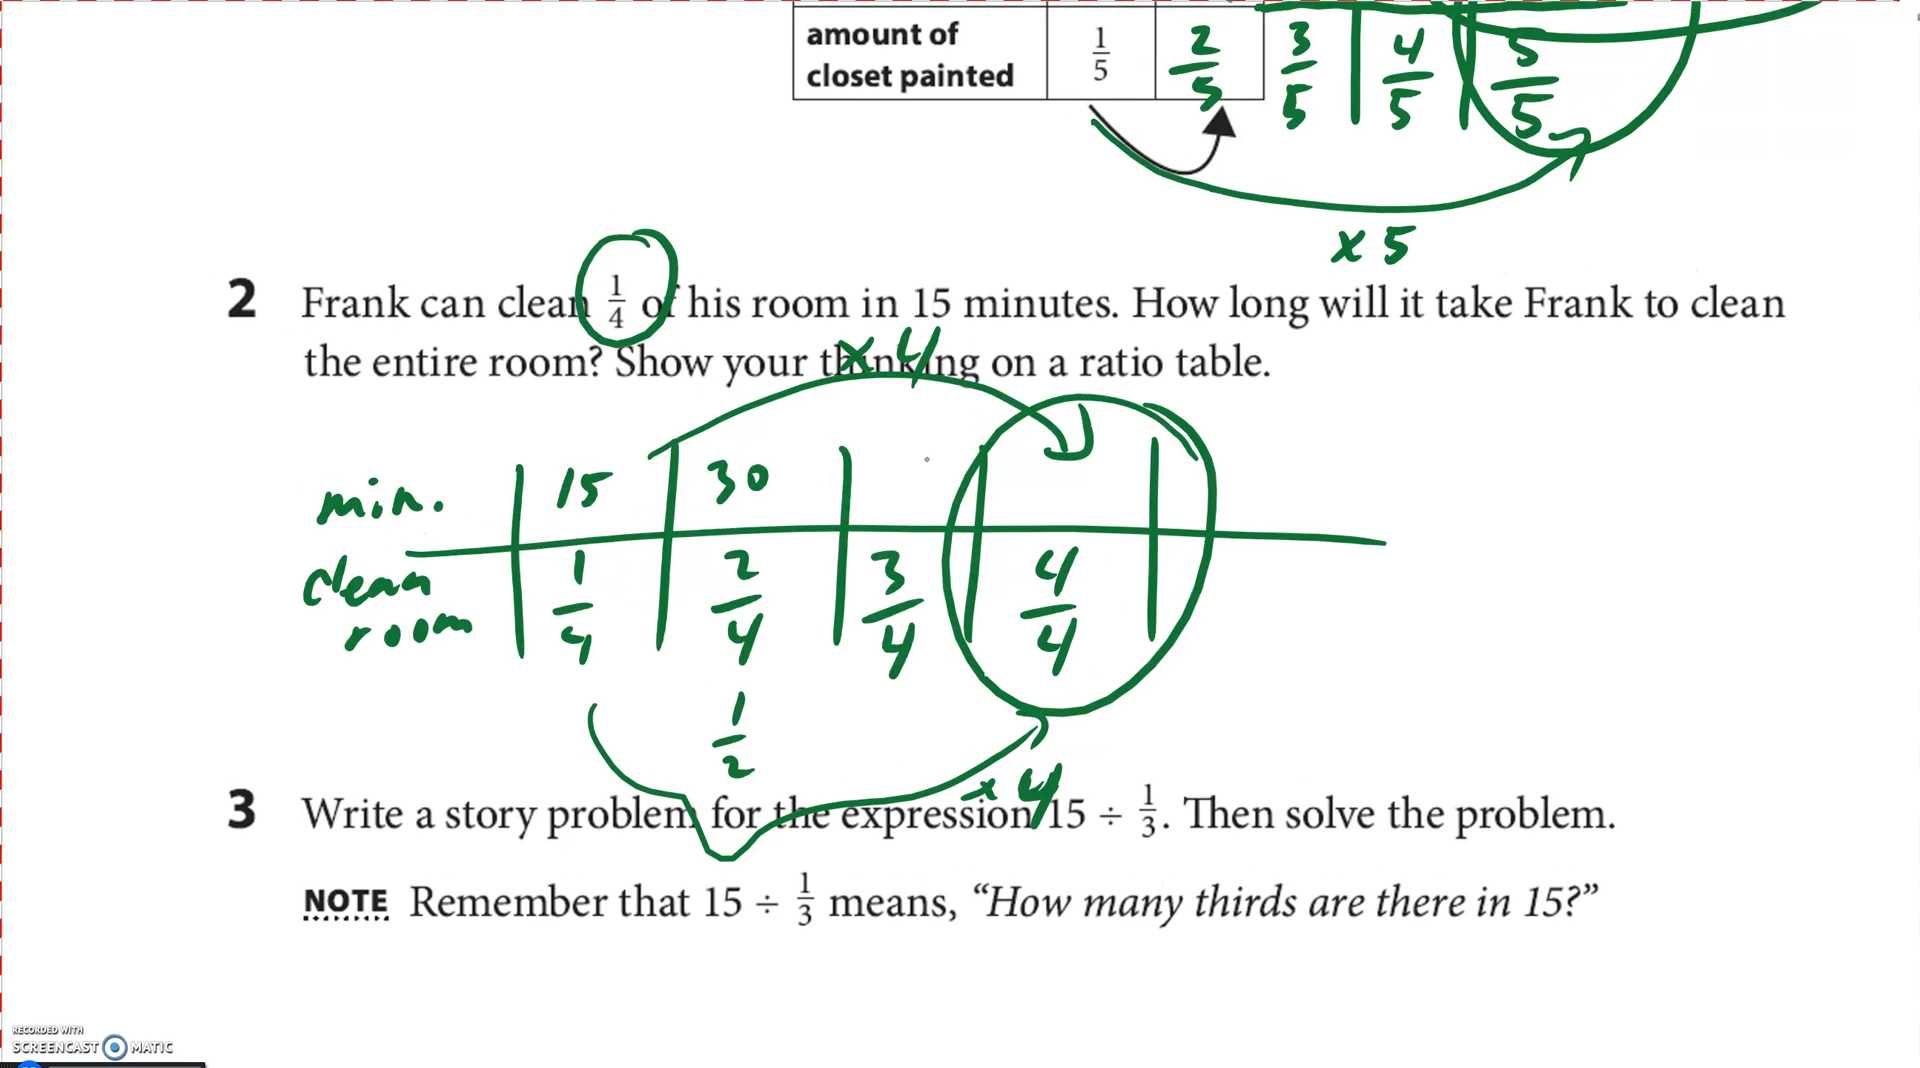 amount of
closet painted
1/5 2/5 3/5 4/5 5/5
x 5
2 Frank can clean 1/4 of his room in 15 minutes. How long will it take Frank to clean
the entire room? Show your thinking on a ratio table.
x 4
min. 15 30
clean room 1/4 2/4 3/4 4/4
1/2
x 4
3 Write a story problem for the expression 15 ÷ 1/3. Then solve the problem.
NOTE Remember that 15 ÷ 1/3 means, “How many thirds are there in 15?”
RECORDED WITH
SCREENCAST MATIC